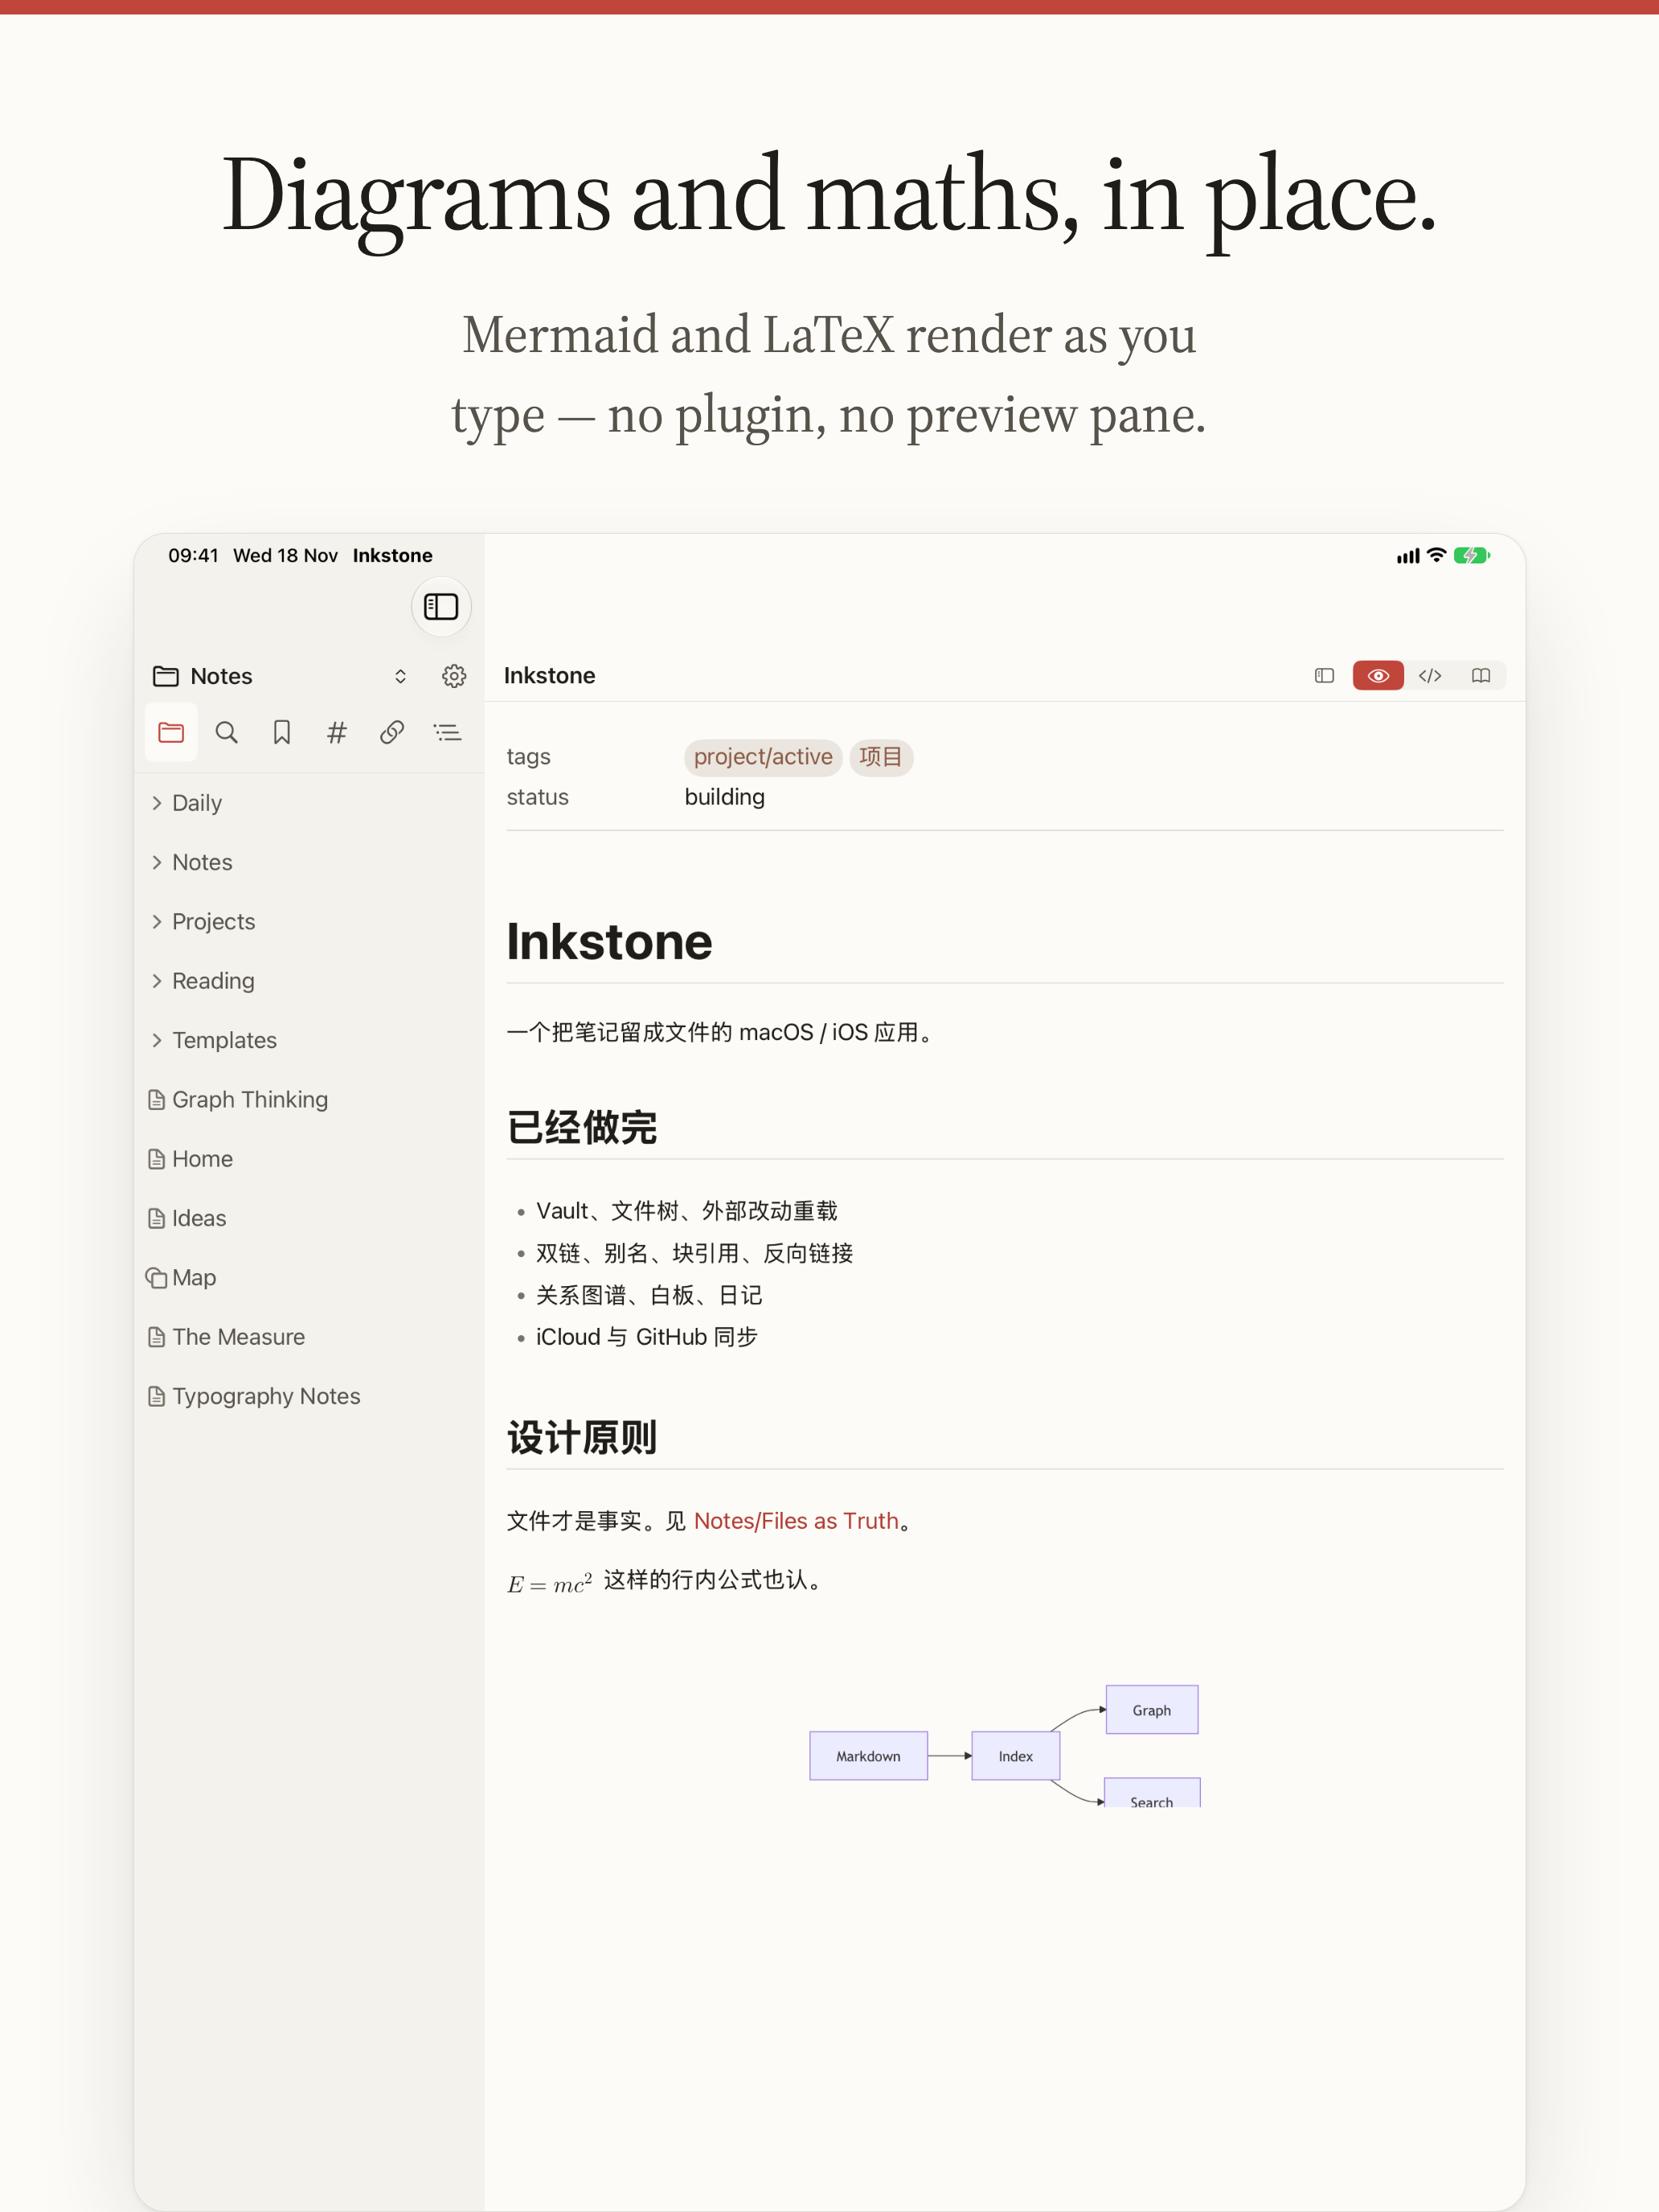 Diagrams and maths, in place.
Mermaid and LaTeX render as you
type — no plugin, no preview pane.
09:41 Wed 18 Nov Inkstone
Notes
Inkstone
Daily
Notes
Projects
Reading
Templates
Graph Thinking
Home
Ideas
Map
The Measure
Typography Notes
tags project/active 项目
status building
Inkstone
一个把笔记留成文件的 macOS / iOS 应用。
已经做完
• Vault、文件树、外部改动重载
• 双链、别名、块引用、反向链接
• 关系图谱、白板、日记
• iCloud 与 GitHub 同步
设计原则
文件才是事实。见 Notes/Files as Truth。
E = mc² 这样的行内公式也认。
Graph
Markdown
Index
Search